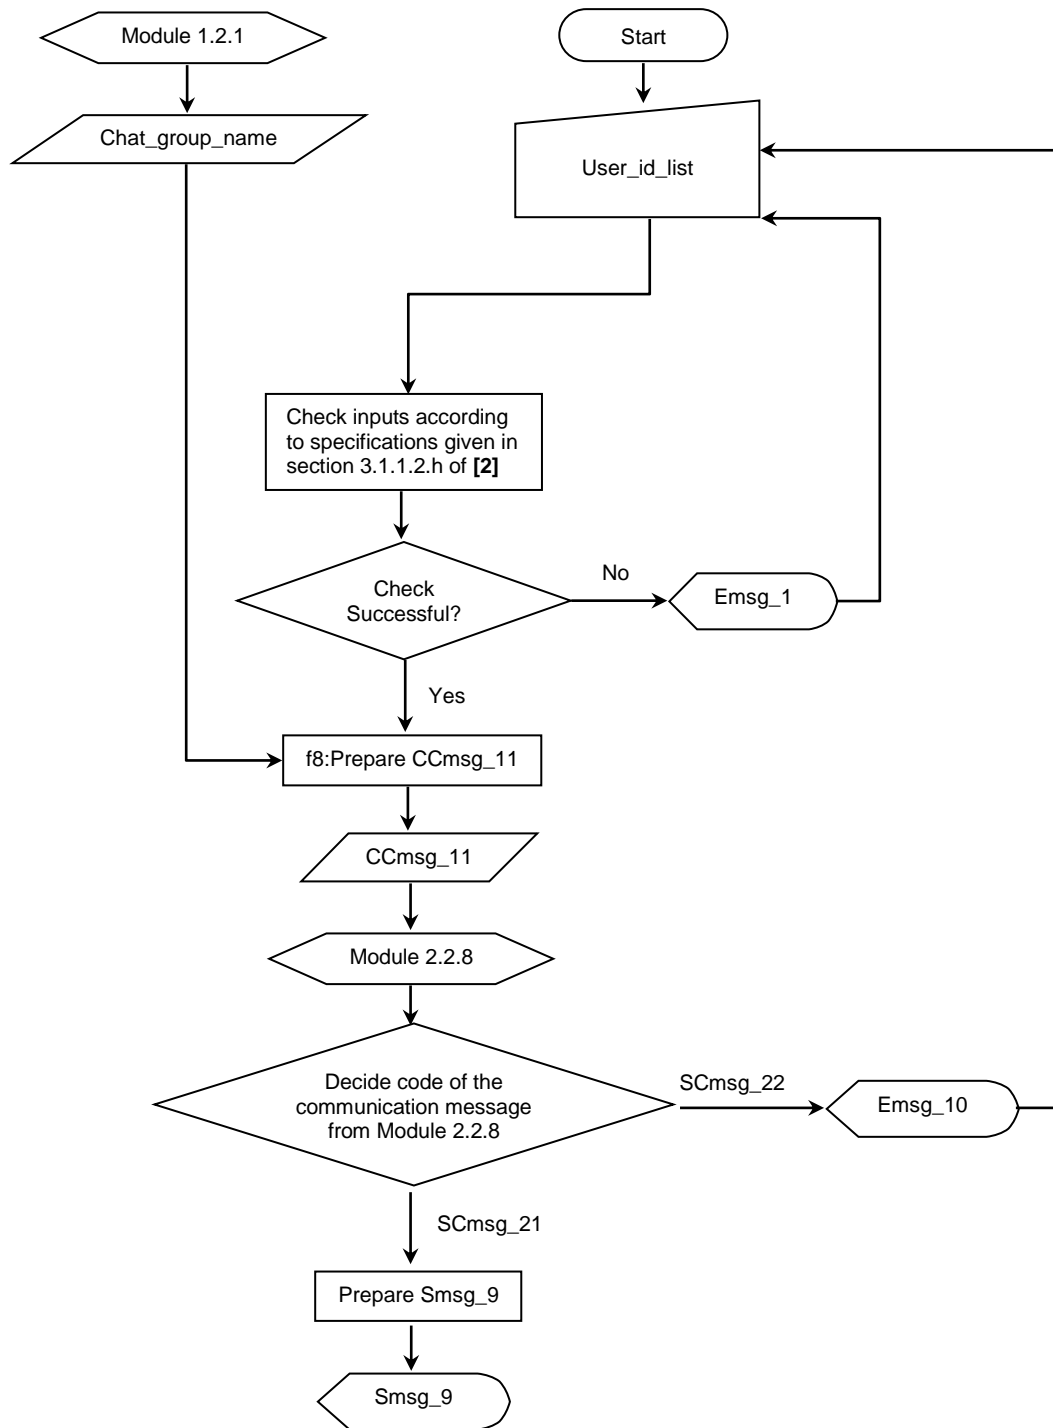 Module 1.2.1
Start
Chat_group_name
User_id_list
Check inputs according
to specifications given in
section 3.1.1.2.h of [2]
Check
Successful?
No
Emsg_1
Yes
f8:Prepare CCmsg_11
CCmsg_11
Module 2.2.8
Decide code of the
communication message
from Module 2.2.8
SCmsg_22
Emsg_10
SCmsg_21
Prepare Smsg_9
Smsg_9